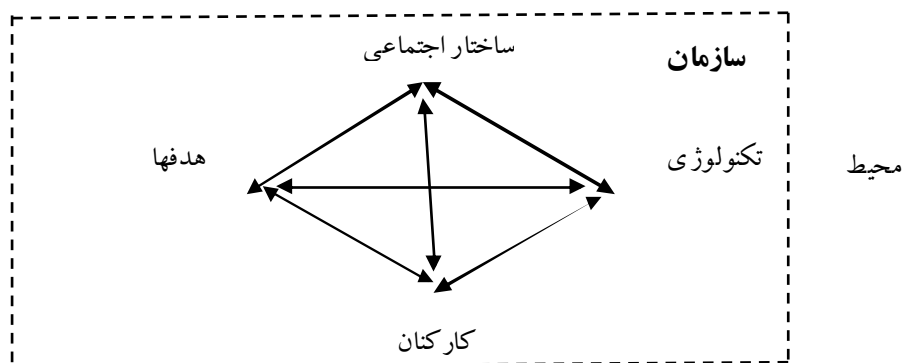 ساختار اجتماعی
سازمان
هدفها
تکنولوژی
محیط
کارکنان